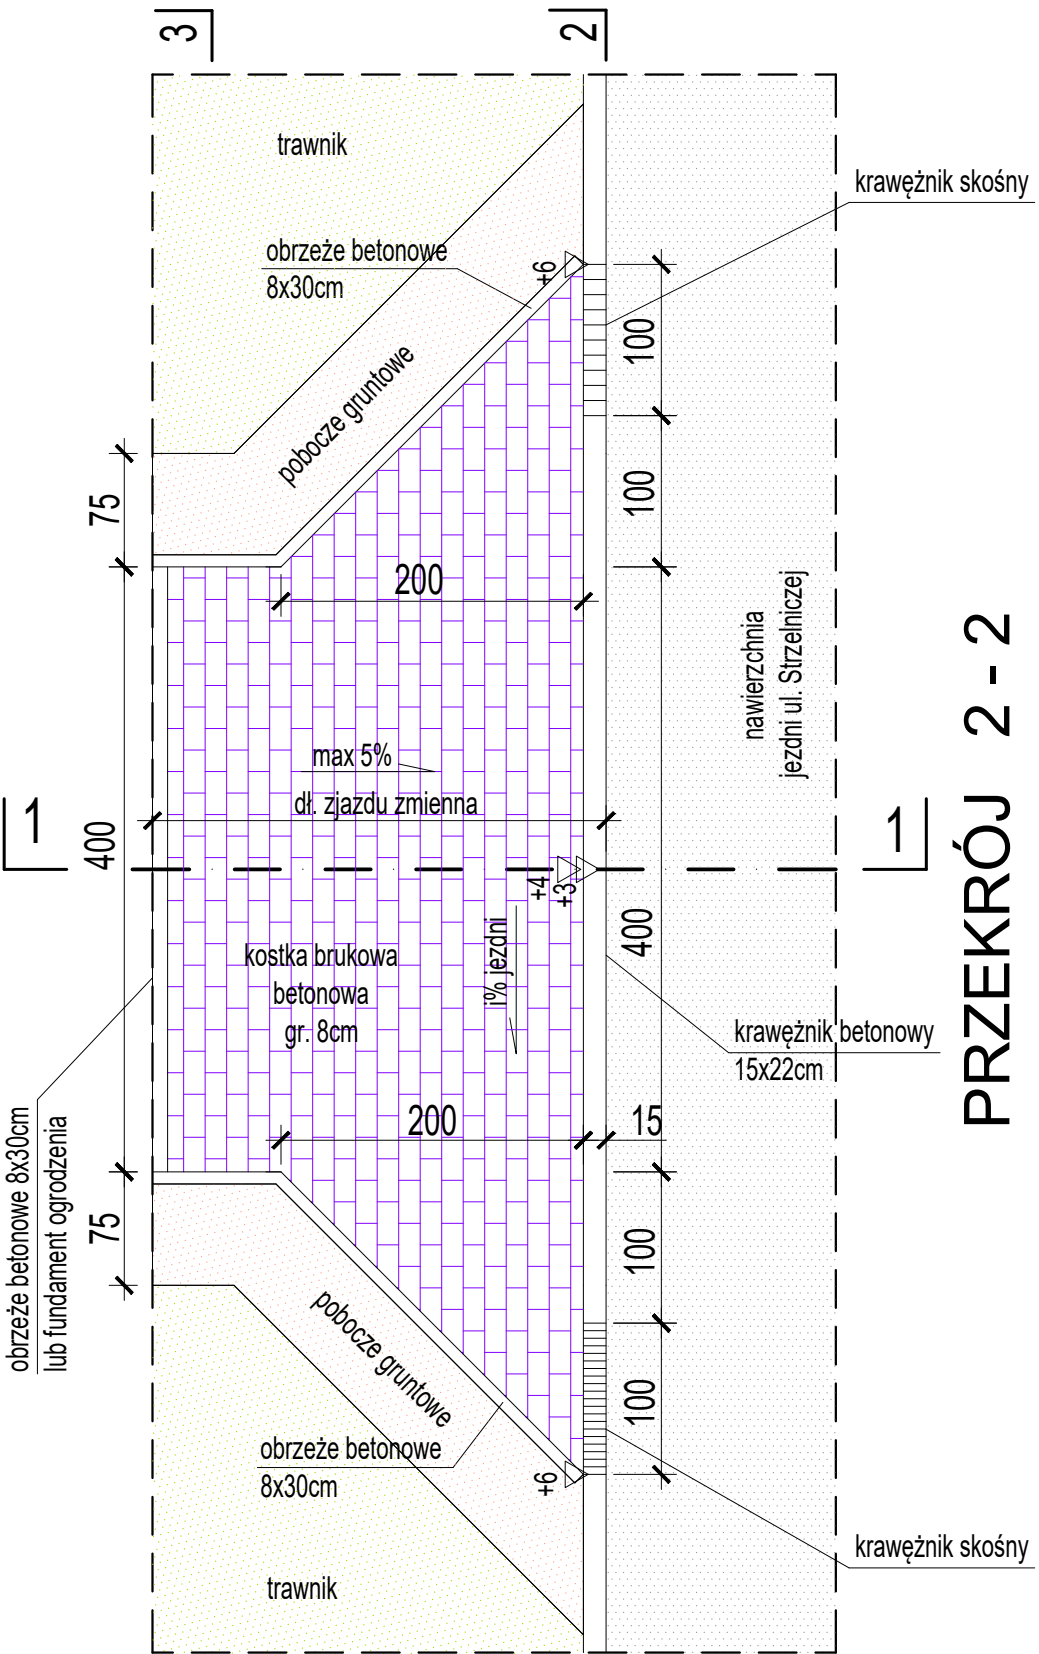 3
2
trawnik
krawężnik skośny
obrzeże betonowe
8x30cm
+6
100
pobocze gruntowe
75
100
200
nawierzchnia
jezdni ul. Strzelniczej
max 5%
dł. zjazdu zmienna
1
1
400
+4
+3
400
kostka brukowa
betonowa
gr. 8cm
i% jezdni
krawężnik betonowy
15x22cm
PRZEKRÓJ 2 - 2
obrzeże betonowe 8x30cm
lub fundament ogrodzenia
200
15
75
100
pobocze gruntowe
100
obrzeże betonowe
8x30cm
+6
krawężnik skośny
trawnik